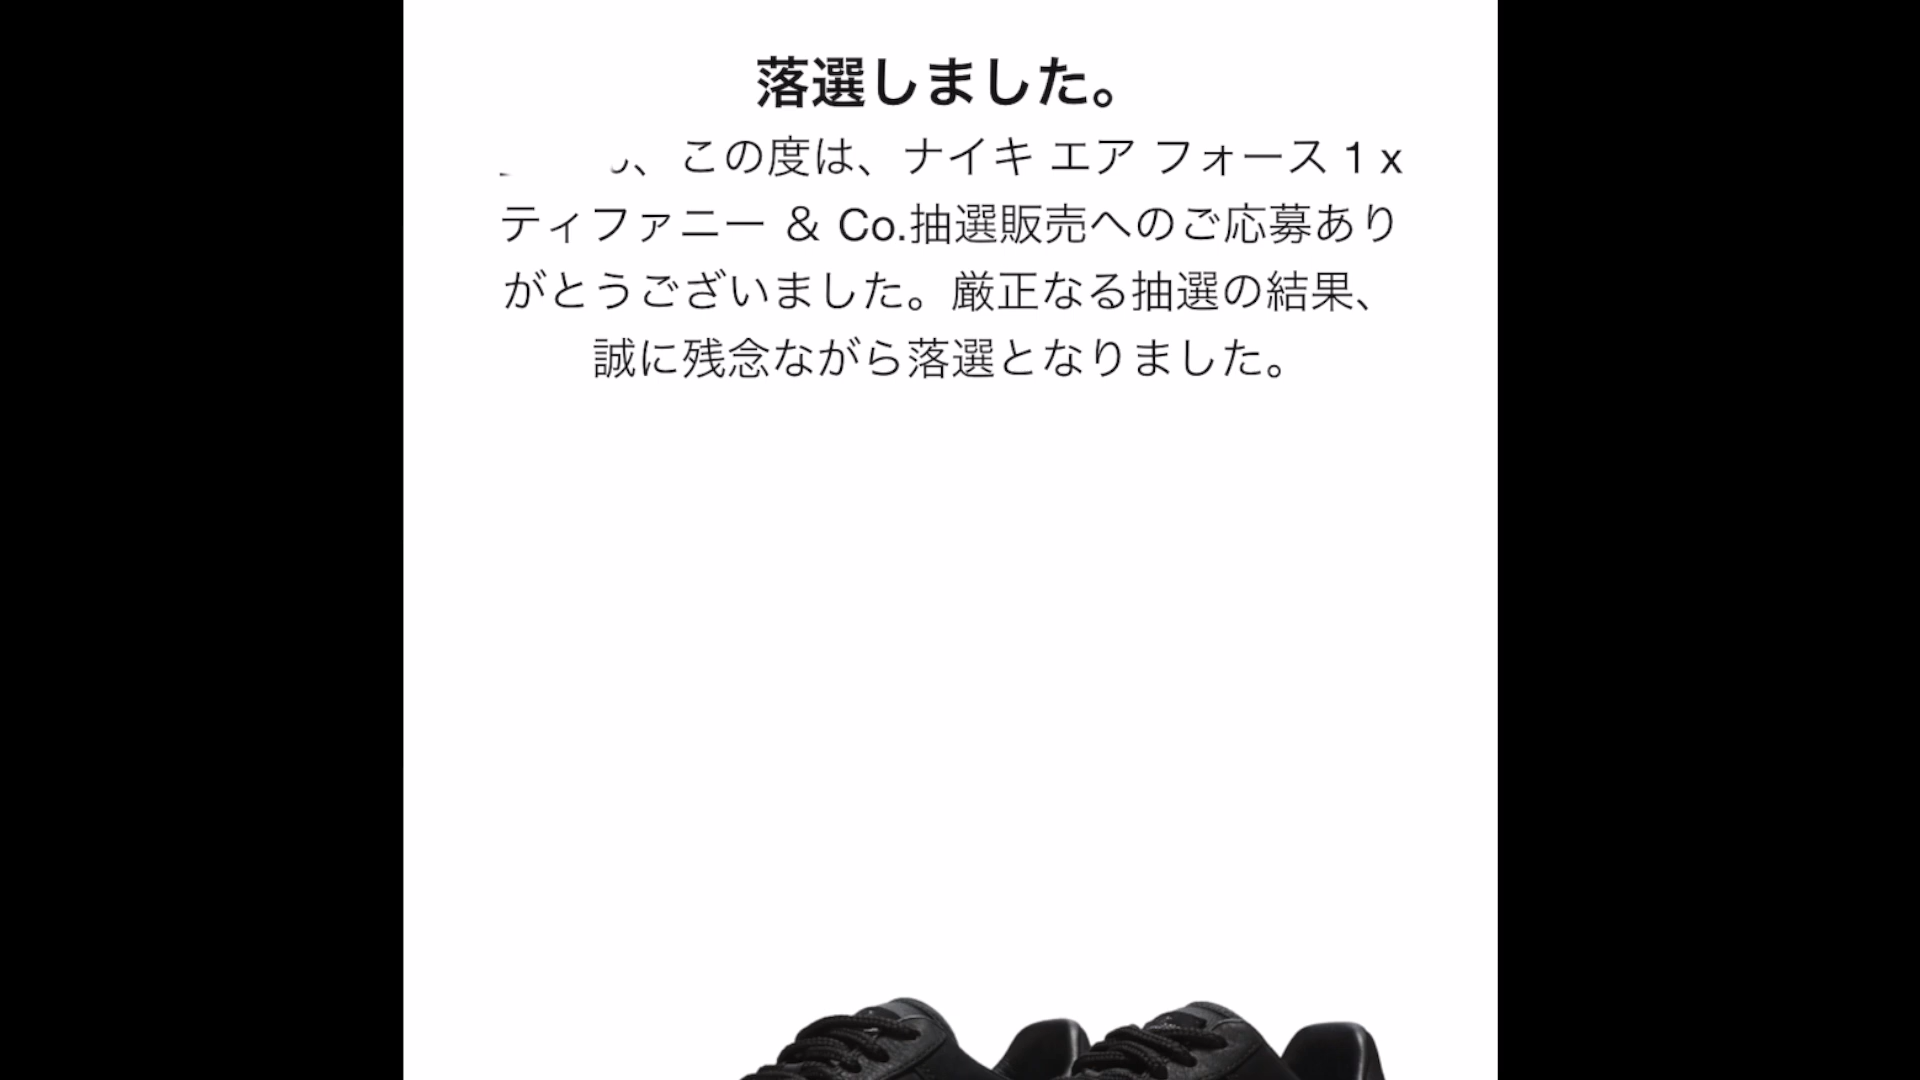 落選しました。
、この度は、ナイキ エア フォース 1 x
ティファニー ＆ Co.抽選販売へのご応募あり
がとうございました。厳正なる抽選の結果、
誠に残念ながら落選となりました。